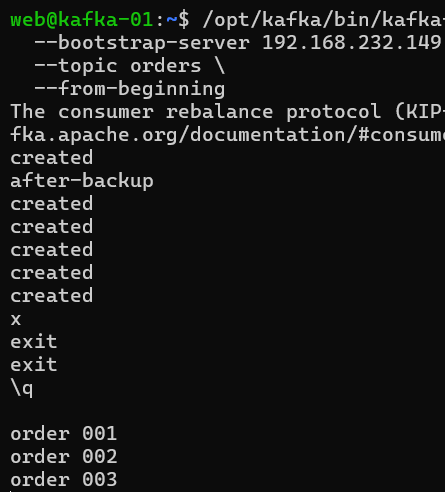 web@kafka-01:~$ /opt/kafka/bin/kafka-
--bootstrap-server 192.168.232.149
--topic orders \
--from-beginning
The consumer rebalance protocol (KIP-
fka.apache.org/documentation/#consume
created
after-backup
created
created
created
created
created
x
exit
exit
\q
order 001
order 002
order 003